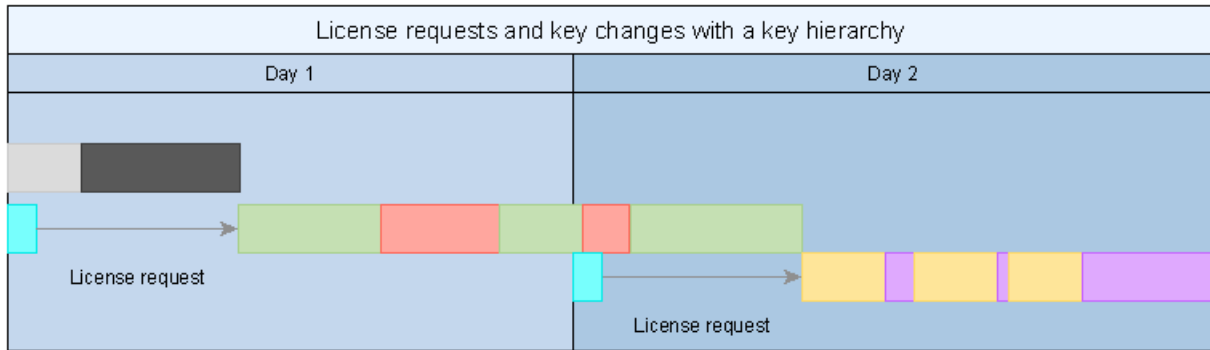 License requests and key changes with a key hierarchy
Day 1
Day 2
License request
License request